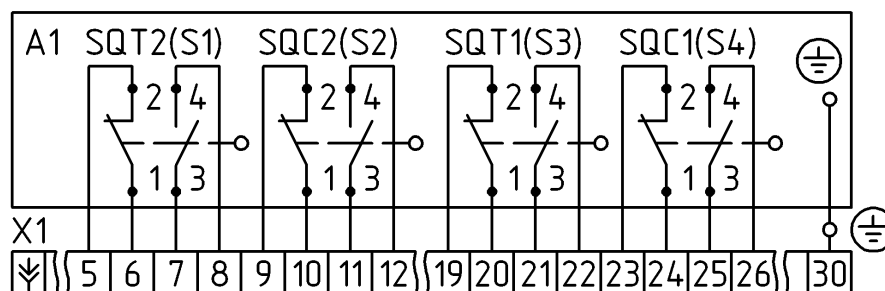 A1 SQT2(S1) SQC2(S2) SQT1(S3) SQC1(S4)
2 4 2 4 2 4 2 4
1 3 1 3 1 3 1 3
X1
5 6 7 8 9 10 11 12 19 20 21 22 23 24 25 26 30